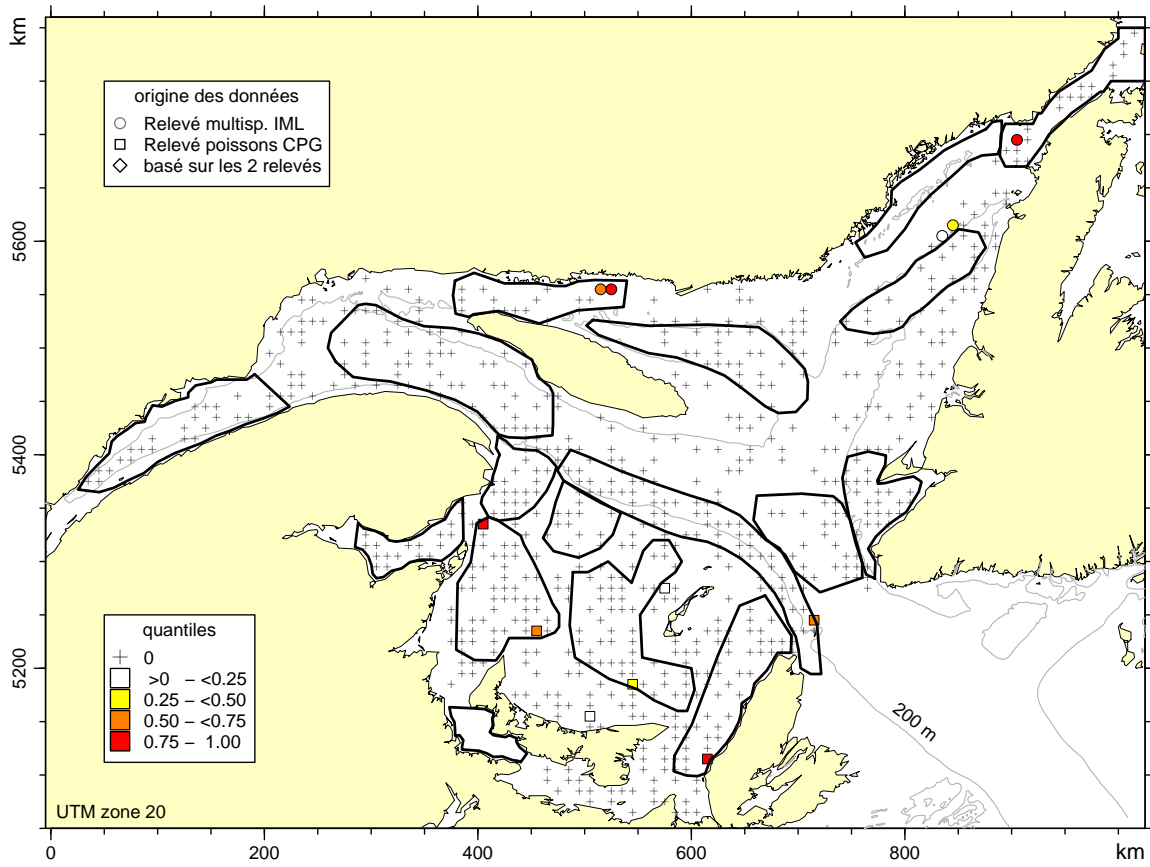 km
origine des données
Relevé multisp. IML
Relevé poissons CPG
basé sur les 2 relevés
5600
5400
5200
quantiles
0
>0 – <0.25
0.25 – <0.50
0.50 – <0.75
0.75 – 1.00
200 m
UTM zone 20
0 200 400 600 800 km